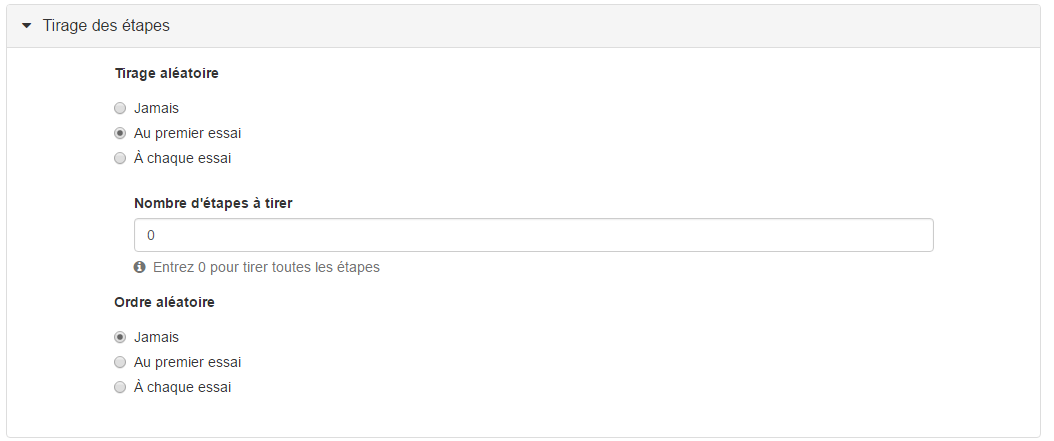 Tirage des étapes
Tirage aléatoire
Jamais
Au premier essai
À chaque essai
Nombre d'étapes à tirer
0
Entrez 0 pour tirer toutes les étapes
Ordre aléatoire
Jamais
Au premier essai
À chaque essai